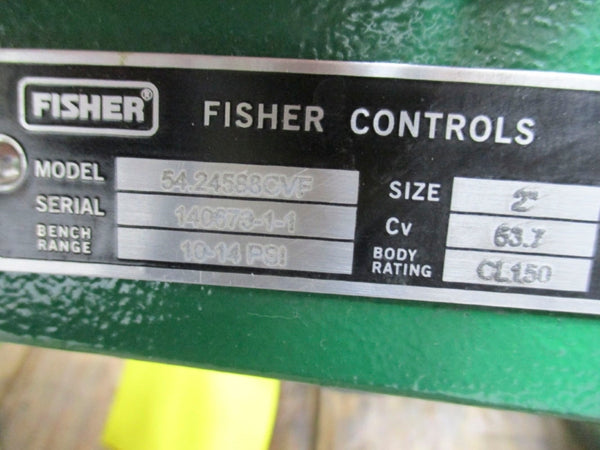 FISHER®
FISHER CONTROLS
MODEL 54.24588CVF
SERIAL 140673-1-1
BENCH RANGE 10-14 PSI
SIZE 2"
Cv 63.7
BODY RATING CL150